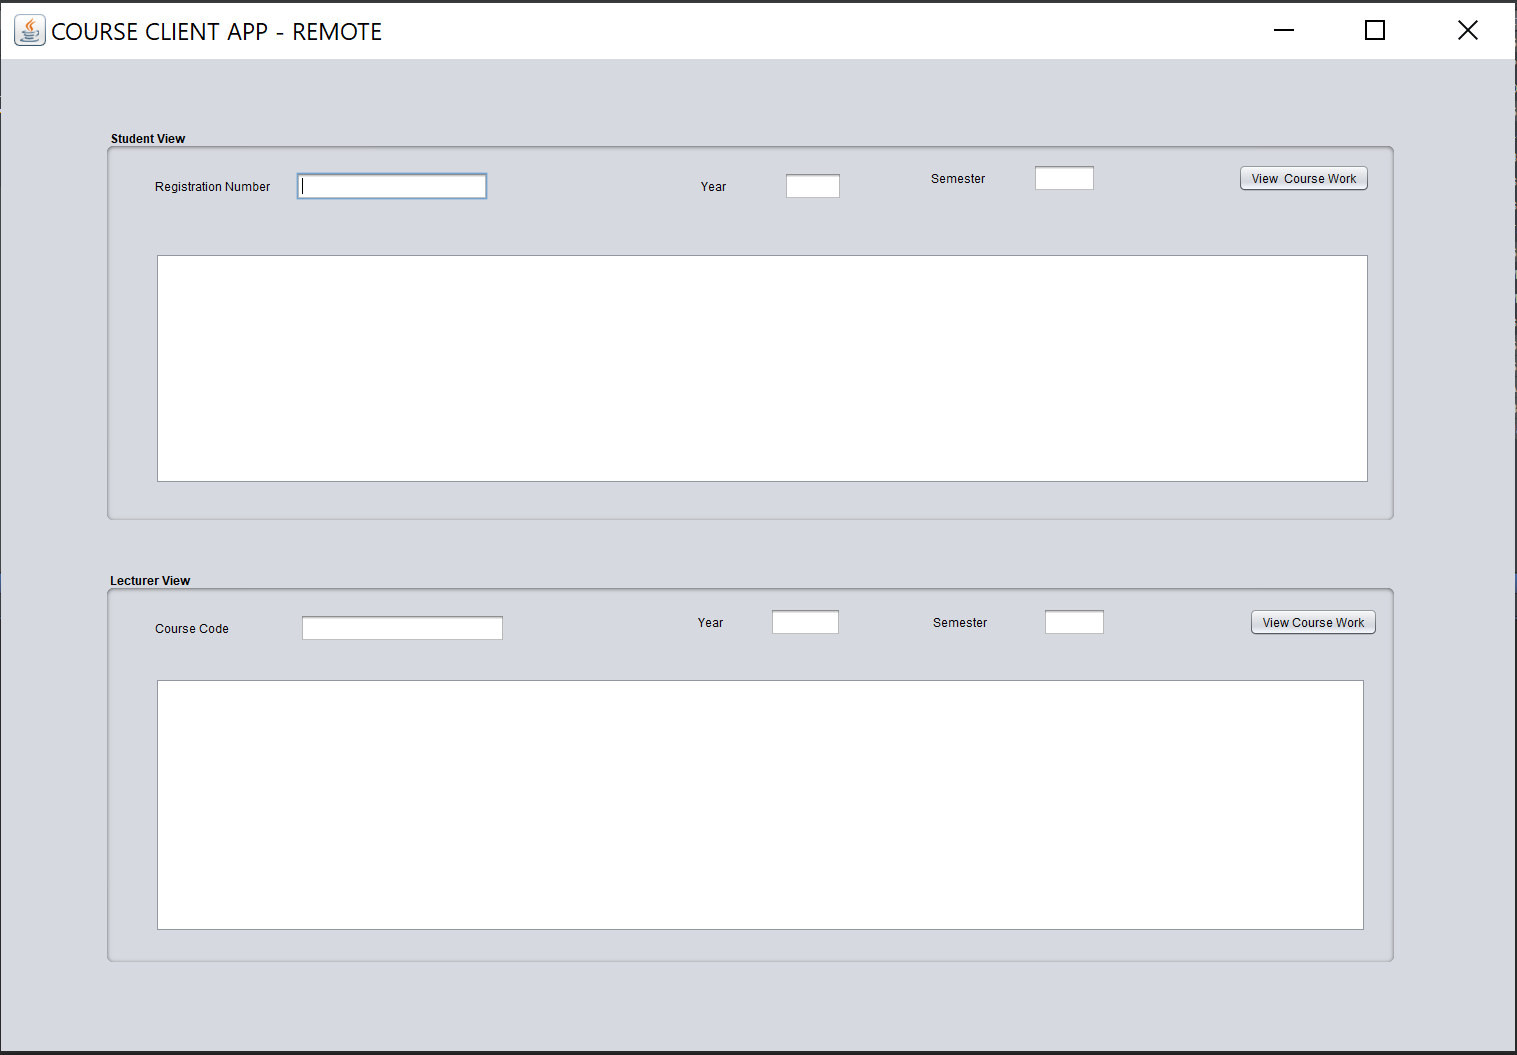 COURSE CLIENT APP - REMOTE
Student View
Registration Number Year Semester View  Course Work
Lecturer View
Course Code Year Semester View Course Work